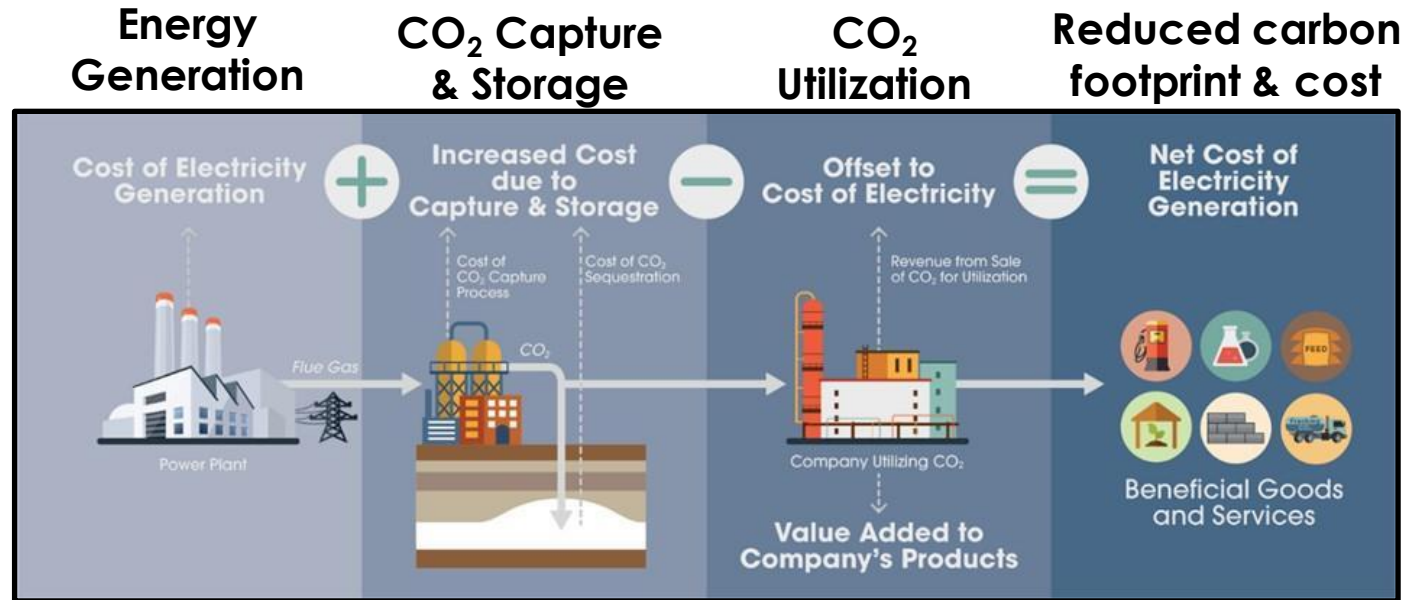 Energy
Generation
CO₂ Capture
& Storage
CO₂
Utilization
Reduced carbon
footprint & cost
Cost of Electricity
Generation
+
Increased Cost
due to
Capture & Storage
−
Offset to
Cost of Electricity
=
Net Cost of
Electricity
Generation
Cost of
CO₂ Capture
Process
Cost of CO₂
Sequestration
Revenue from Sale
of CO₂ for Utilization
Flue Gas
CO₂
FEED
Power Plant
Company Utilizing CO₂
Beneficial Goods
and Services
Value Added to
Company's Products